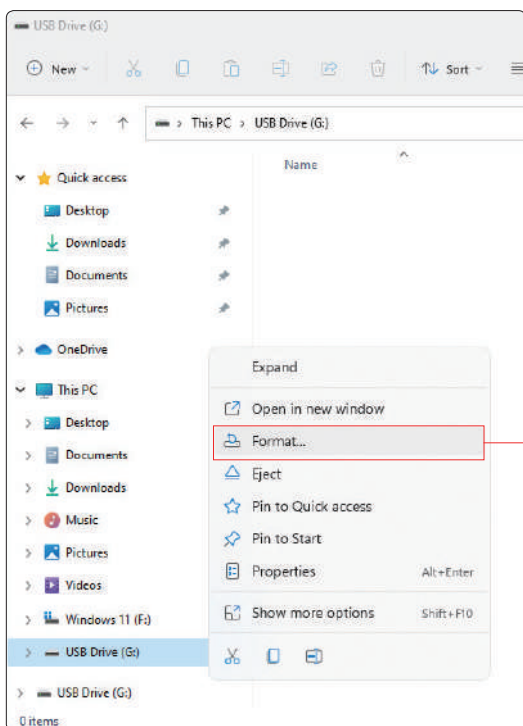 USB Drive (G:)
New
Sort
This PC > USB Drive (G:)
Name
Quick access
Desktop
Downloads
Documents
Pictures
OneDrive
This PC
Desktop
Documents
Downloads
Music
Pictures
Videos
Windows 11 (F:)
USB Drive (G:)
USB Drive (G:)
0 items
Expand
Open in new window
Format...
Eject
Pin to Quick access
Pin to Start
Properties Alt+Enter
Show more options Shift+F10